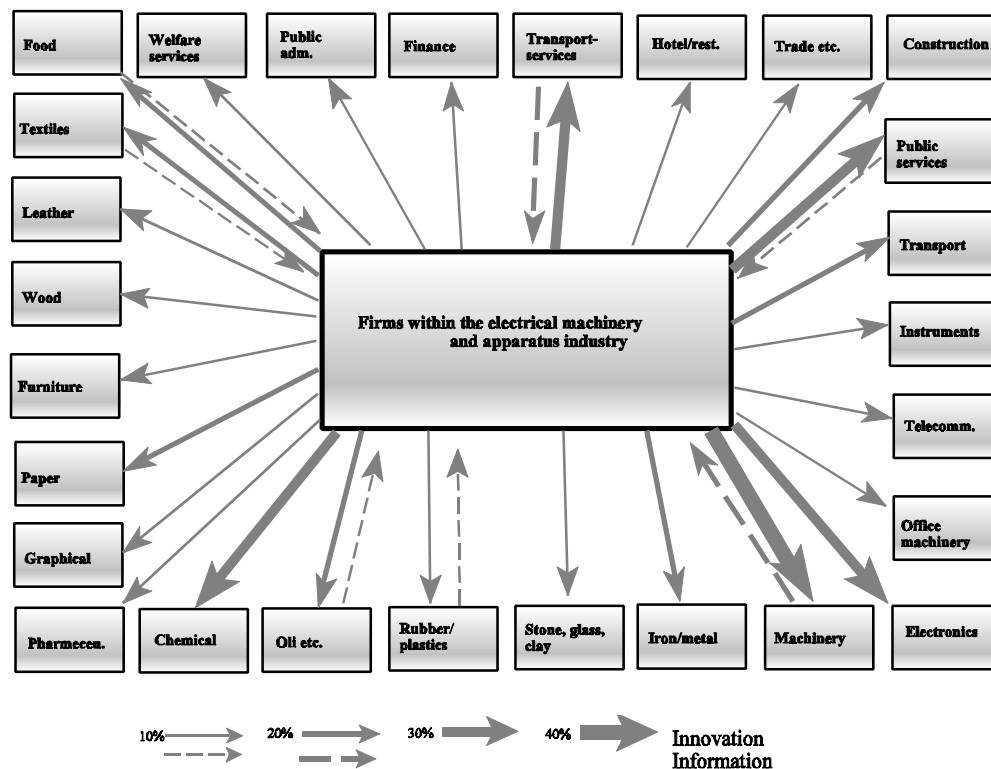 Food
Welfare
services
Public
adm.
Finance
Transport-
services
Hotel/rest.
Trade etc.
Construction
Textiles
Public
services
Leather
Transport
Wood
Firms within the electrical machinery
and apparatus industry
Instruments
Furniture
Telecomm.
Paper
Office
machinery
Graphical
Pharmeceu.
Chemical
Oli etc.
Rubber/
plastics
Stone, glass,
clay
Iron/metal
Machinery
Electronics
10%
20%
30%
40%
Innovation
Information